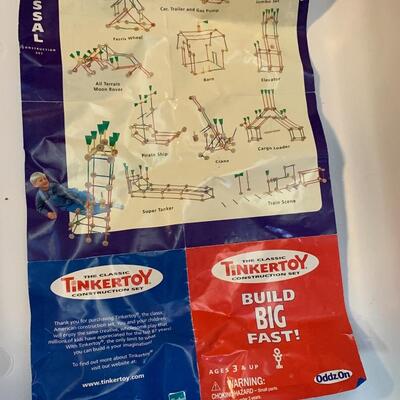 SSAL
CONSTRUCTION
SET
Car, Trailer and Gas Pump
Jumbo Jet
Ferris Wheel
All Terrain
Moon Rover
Barn
Elevator
Pirate Ship
Crane
Cargo Loader
Super Tanker
Train Scene
THE CLASSIC
TINKERTOY
CONSTRUCTION SET
Thank you for purchasing Tinkertoy®, the classic
American construction set. You and your children
will enjoy the same creative, wholesome play that
millions of kids have appreciated for the last 87 years!
With Tinkertoy®, the only limit to what
you can build is your imagination!
To find out more about Tinkertoy®
visit our website at:
www.tinkertoy.com
Hasbro
THE CLASSIC
TINKERTOY
CONSTRUCTION SET
BUILD
BIG
FAST!
AGES 3 & UP
WARNING:
CHOKING HAZARD - Small parts.
3 years.
OddzOn